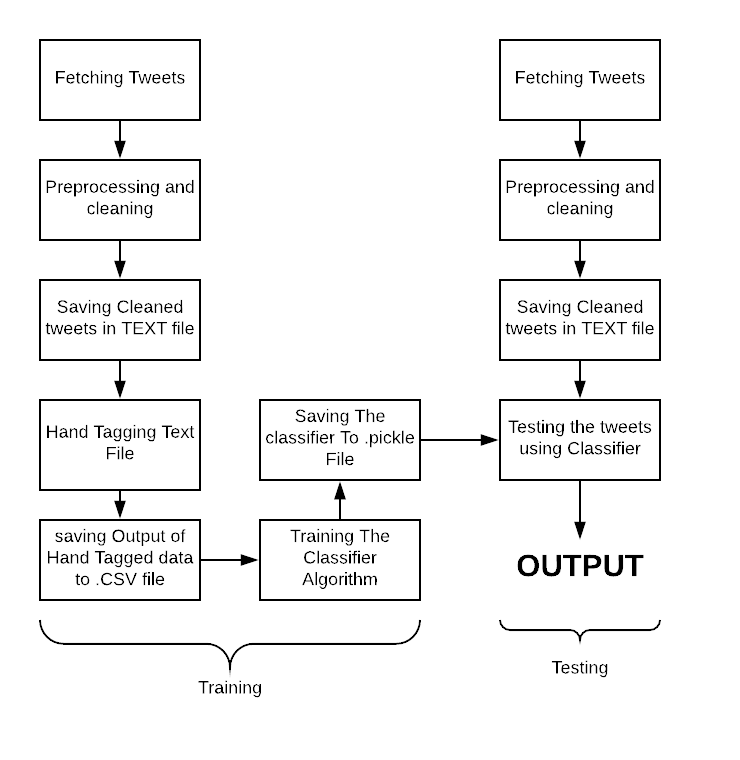 Fetching Tweets
Preprocessing and
cleaning
Saving Cleaned
tweets in TEXT file
Hand Tagging Text
File
saving Output of
Hand Tagged data
to .CSV file
Training The
Classifier
Algorithm
Saving The
classifier To .pickle
File
Training
Fetching Tweets
Preprocessing and
cleaning
Saving Cleaned
tweets in TEXT file
Testing the tweets
using Classifier
OUTPUT
Testing